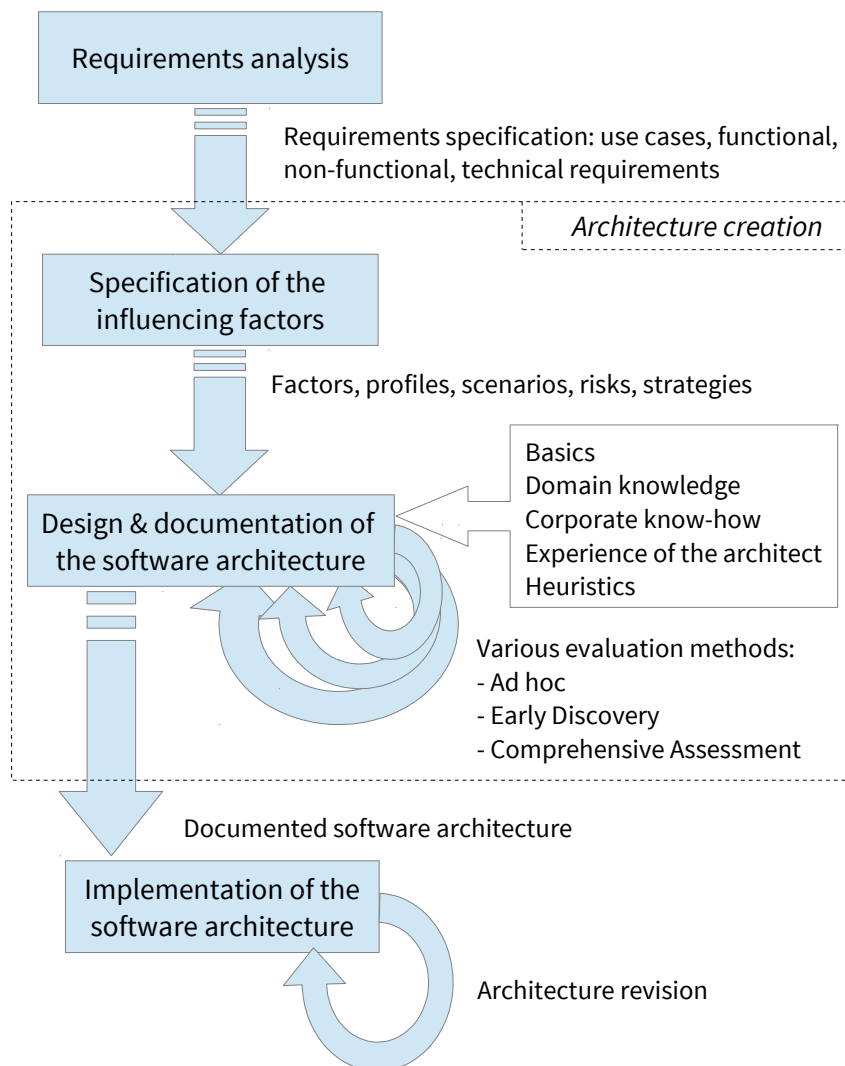 Requirements analysis
Requirements specification: use cases, functional,
non-functional, technical requirements
Architecture creation
Specification of the
influencing factors
Factors, profiles, scenarios, risks, strategies
Basics
Domain knowledge
Corporate know-how
Experience of the architect
Heuristics
Design & documentation of
the software architecture
Various evaluation methods:
- Ad hoc
- Early Discovery
- Comprehensive Assessment
Documented software architecture
Implementation of the
software architecture
Architecture revision